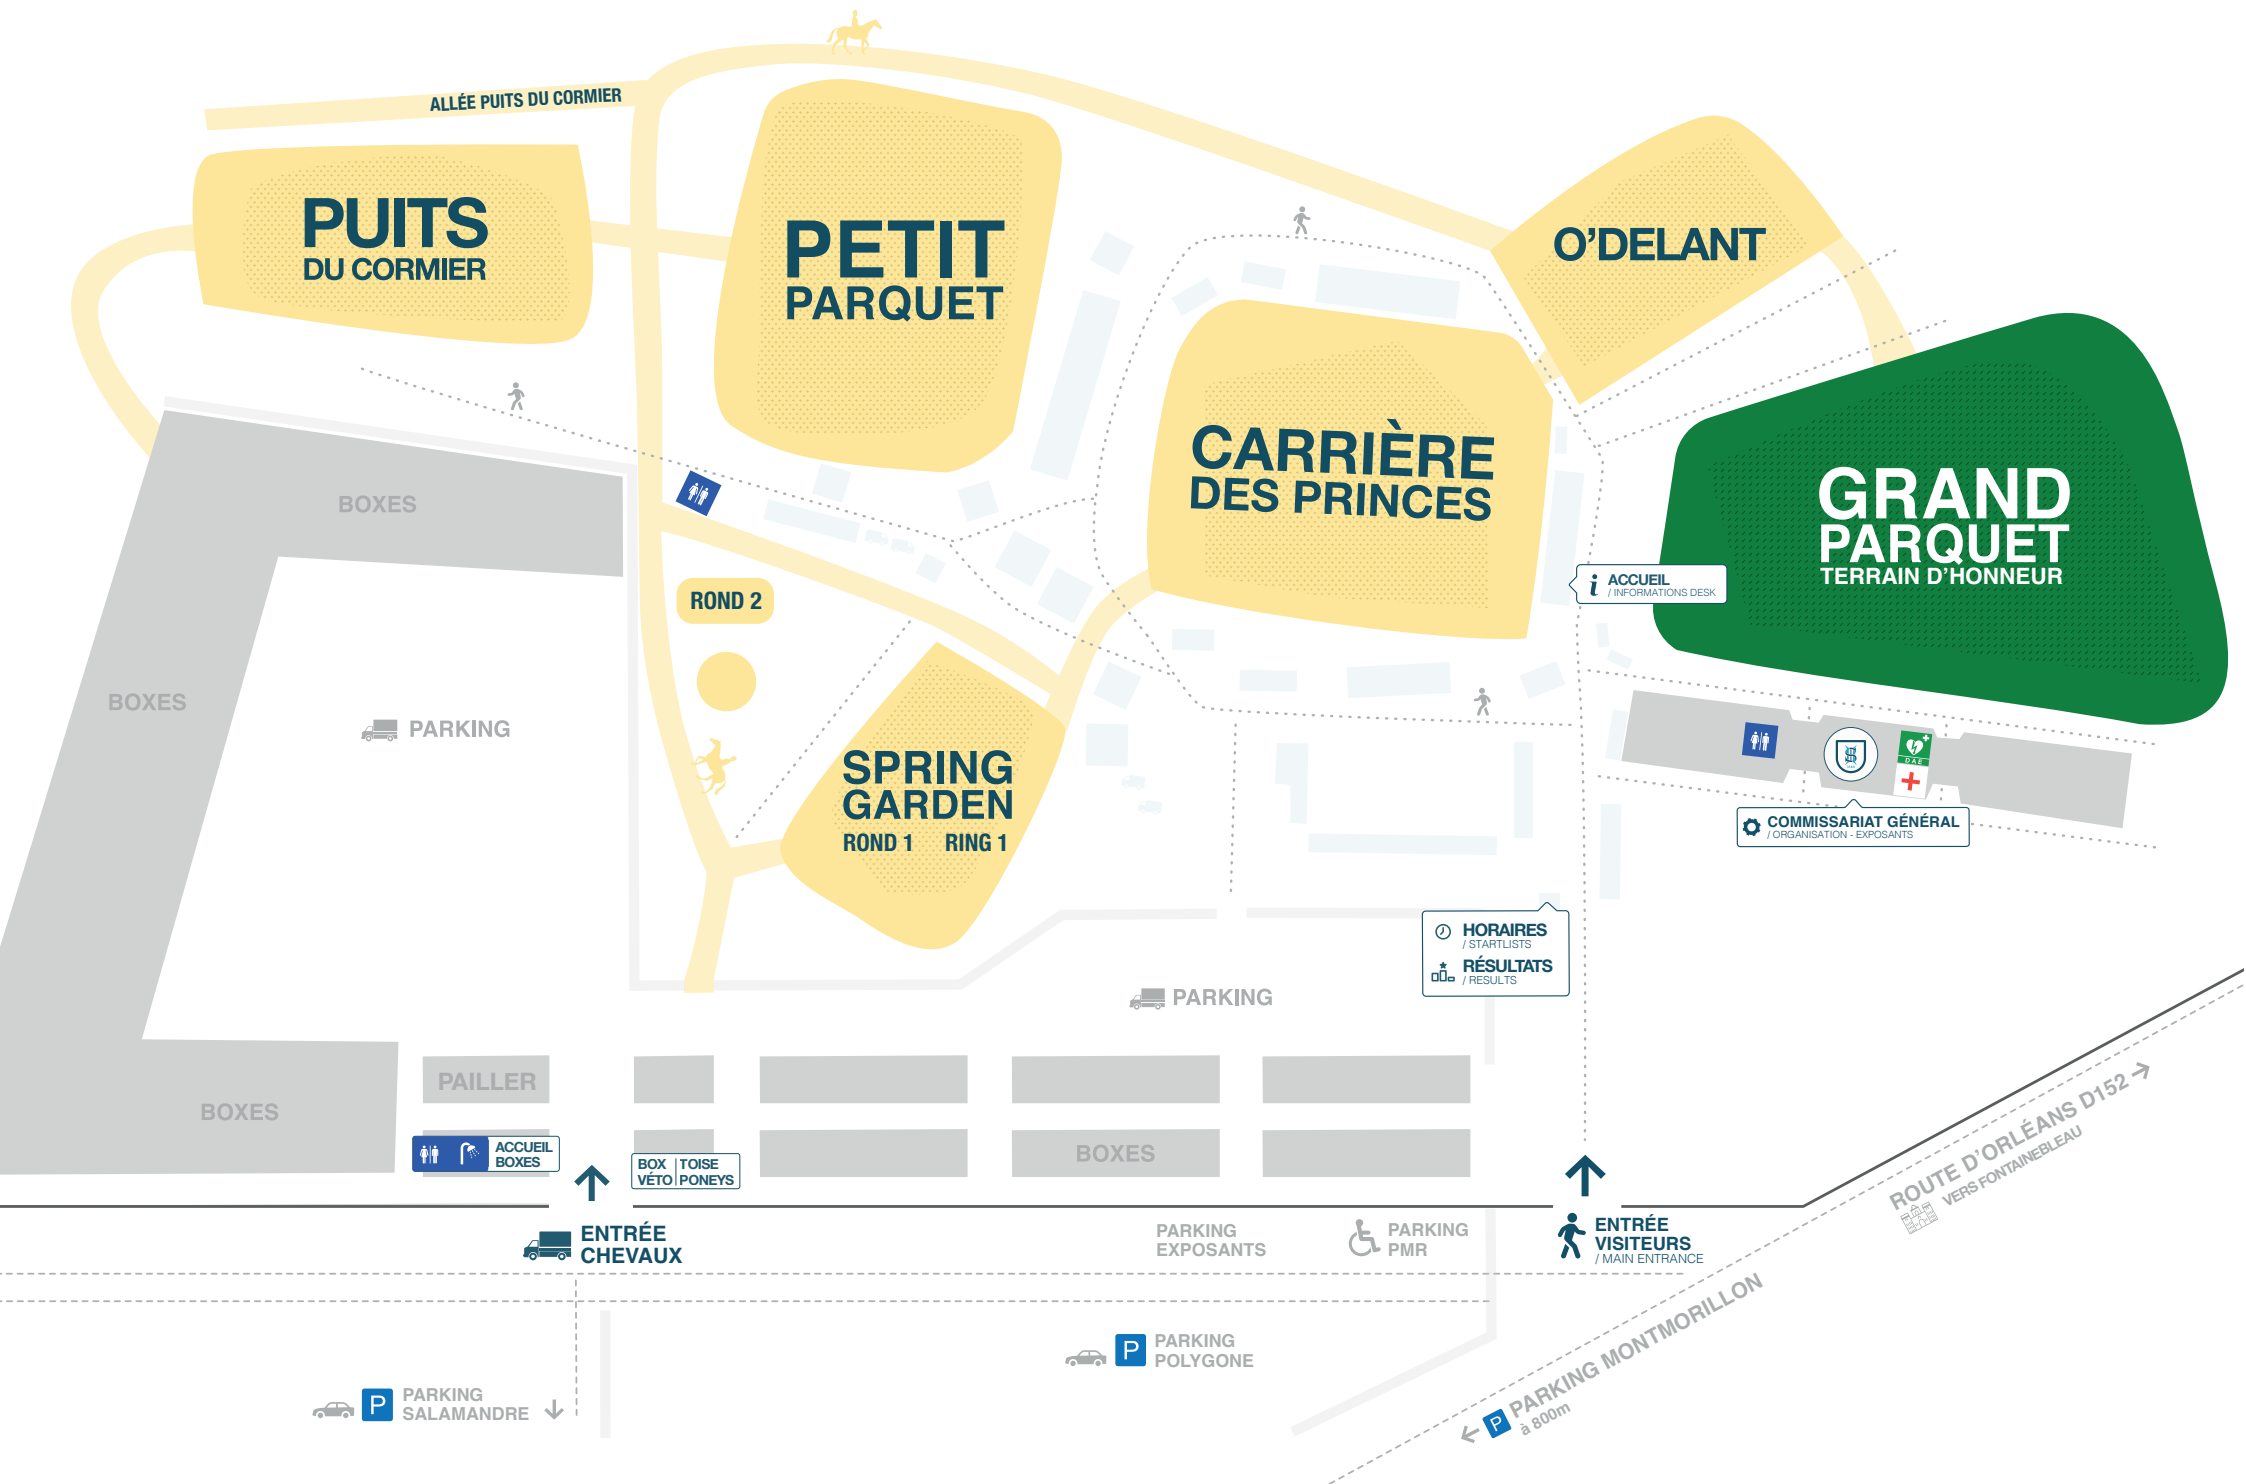 ALLÉE PUITS DU CORMIER
PUITS
DU CORMIER
PETIT
PARQUET
O'DELANT
CARRIÈRE
DES PRINCES
GRAND
PARQUET
TERRAIN D'HONNEUR
BOXES
ROND 2
i ACCUEIL
/ INFORMATIONS DESK
BOXES
PARKING
SPRING
GARDEN
ROND 1 RING 1
DAE
COMMISSARIAT GÉNÉRAL
/ ORGANISATION - EXPOSANTS
HORAIRES
/ STARTLISTS
RÉSULTATS
/ RESULTS
PARKING
PAILLER
BOXES
ACCUEIL
BOXES
BOX
VÉTO
TOISE
PONEYS
BOXES
ENTRÉE
CHEVAUX
PARKING
EXPOSANTS
PARKING
PMR
ENTRÉE
VISITEURS
/ MAIN ENTRANCE
ROUTE D'ORLÉANS D152
VERS FONTAINEBLEAU
P PARKING
POLYGONE
P PARKING
SALAMANDRE
P PARKING MONTMORILLON
à 800m